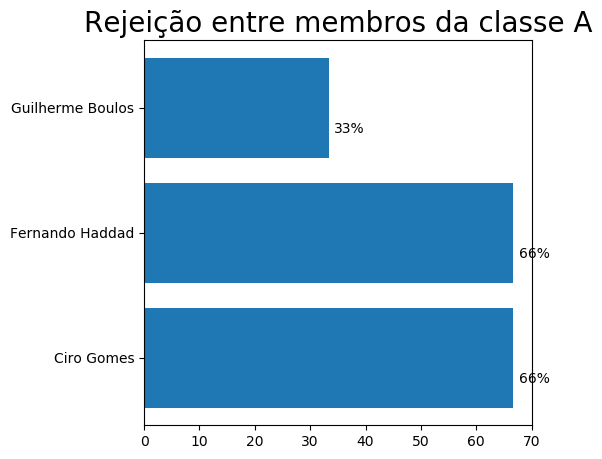 Rejeição entre membros da classe A
Guilherme Boulos
33%
Fernando Haddad
66%
Ciro Gomes
66%
0 10 20 30 40 50 60 70